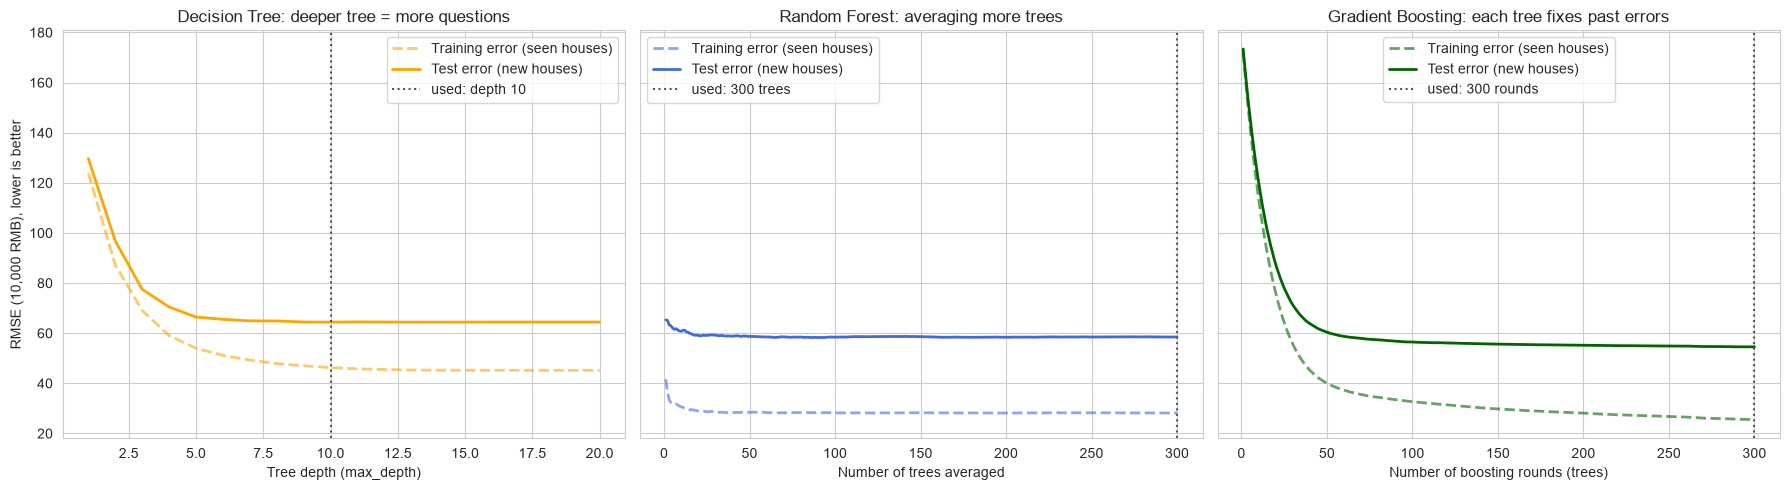 Decision Tree: deeper tree = more questions
Training error (seen houses)
Test error (new houses)
used: depth 10
RMSE (10,000 RMB), lower is better
180
160
140
120
100
80
60
40
20
2.5 5.0 7.5 10.0 12.5 15.0 17.5 20.0
Tree depth (max_depth)
Random Forest: averaging more trees
Training error (seen houses)
Test error (new houses)
used: 300 trees
0 50 100 150 200 250 300
Number of trees averaged
Gradient Boosting: each tree fixes past errors
Training error (seen houses)
Test error (new houses)
used: 300 rounds
0 50 100 150 200 250 300
Number of boosting rounds (trees)